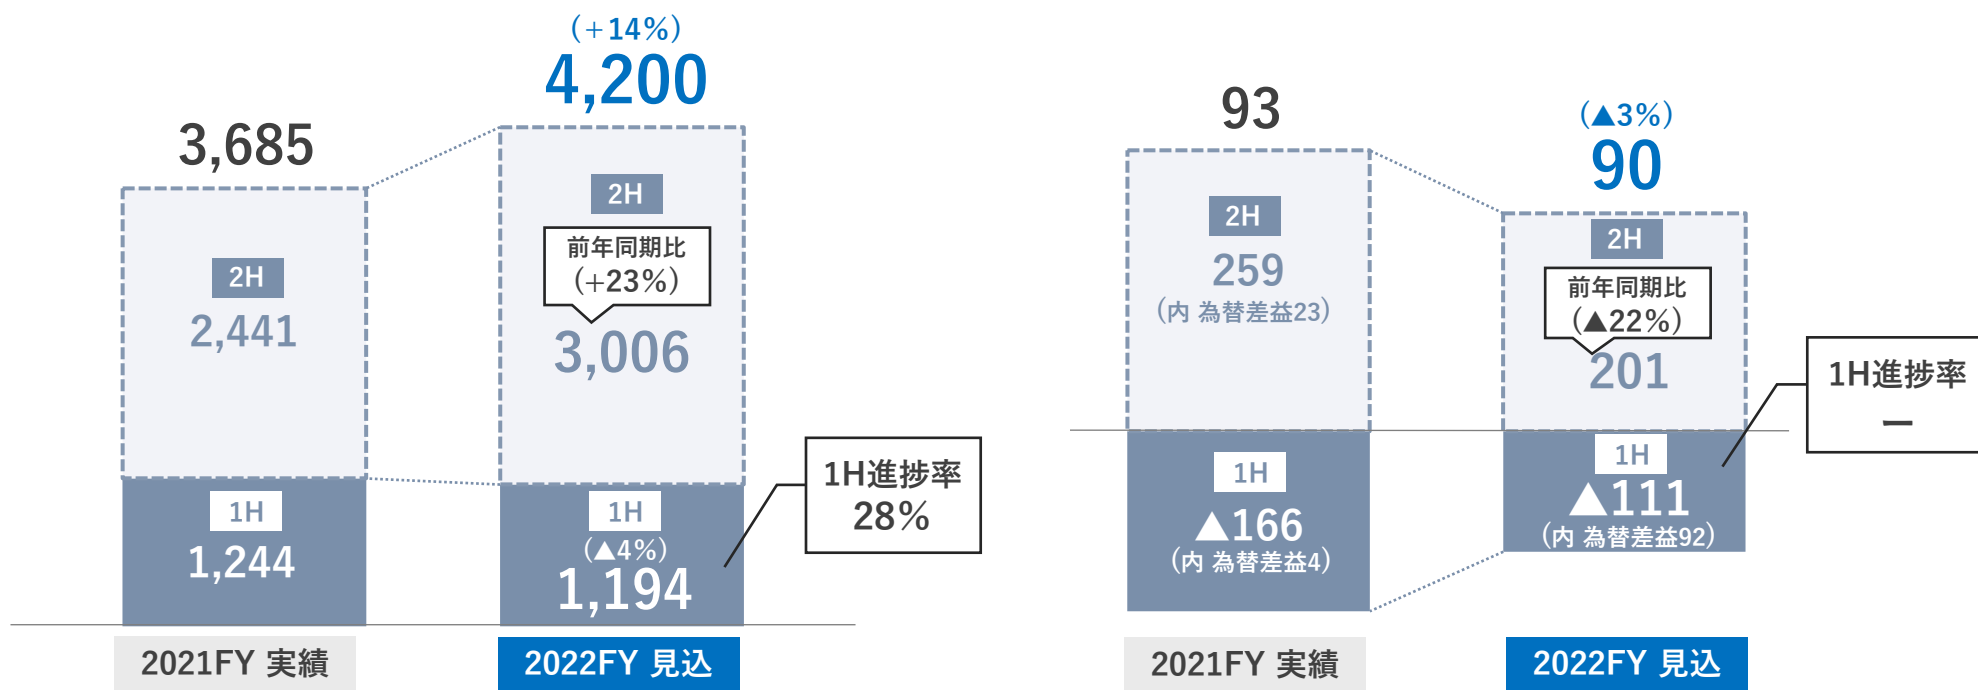 (+14%)
4,200
3,685
2H
前年同期比
(+23%)
3,006
2H
2,441
1H
1,244
1H
(▲4%)
1,194
1H進捗率
28%
2021FY 実績
2022FY 見込
93
(▲3%)
90
2H
259
(内 為替差益23)
2H
前年同期比
(▲22%)
201
1H進捗率
ー
1H
▲166
(内 為替差益4)
1H
▲111
(内 為替差益92)
2021FY 実績
2022FY 見込